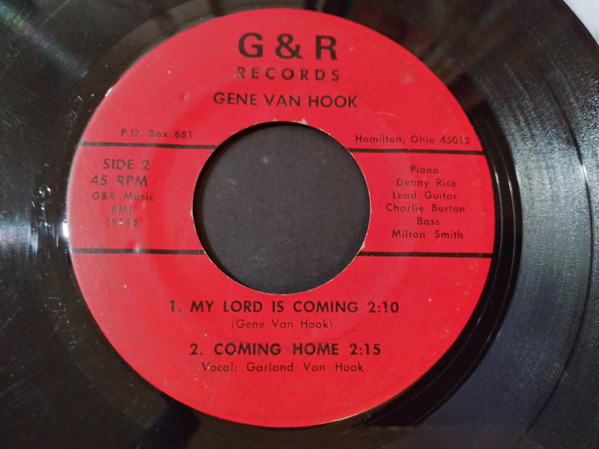 G & R
RECORDS
GENE VAN HOOK
P.O. Box 681
Hamilton, Ohio 45012
SIDE 2
45 RPM
G&R Music
BMI
Piano
Denny Rice
Lead Guitar
Charlie Burton
Bass
Milton Smith
1. MY LORD IS COMING 2:10
(Gene Van Hook)
2. COMING HOME 2:15
Vocal: Garland Van Hook